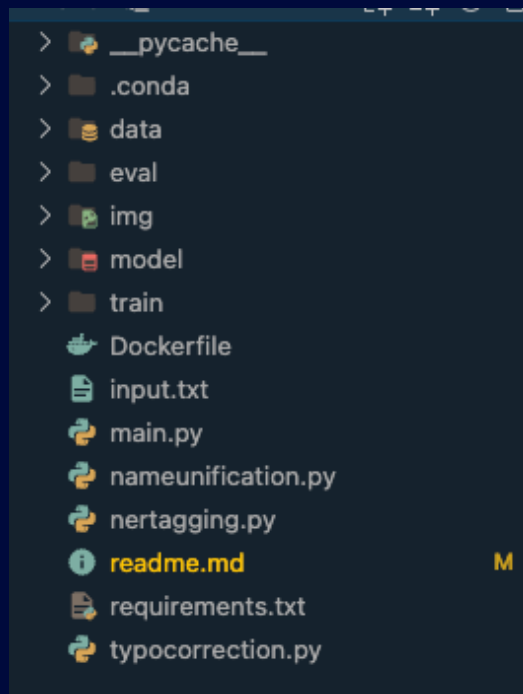 __pycache__
.conda
data
eval
img
model
train
Dockerfile
input.txt
main.py
nameunification.py
nertagging.py
readme.md M
requirements.txt
typocorrection.py